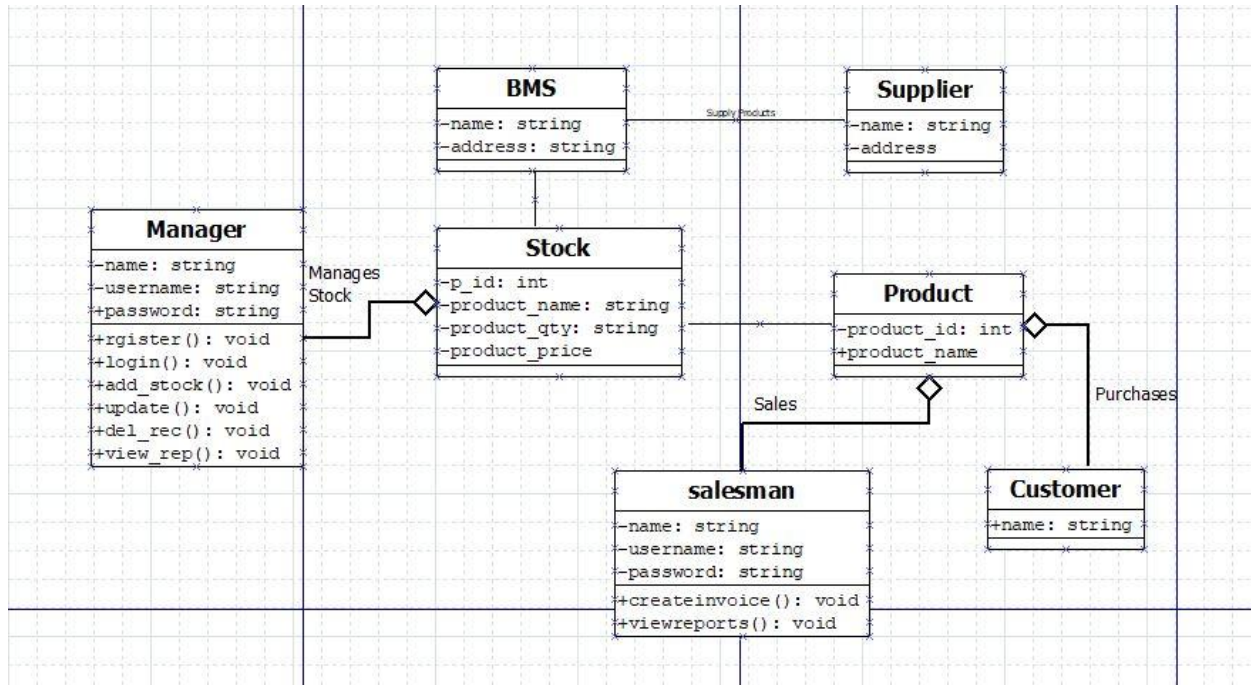 BMS
-name: string
-address: string
Supply Products
Supplier
-name: string
-address
Manager
-name: string
-username: string
+password: string
+rgister(): void
+login(): void
+add_stock(): void
+update(): void
+del_rec(): void
+view_rep(): void
Manages
Stock
Stock
-p_id: int
-product_name: string
-product_qty: string
-product_price
Product
-product_id: int
+product_name
Sales
Purchases
salesman
-name: string
-username: string
-password: string
+createinvoice(): void
+viewreports(): void
Customer
+name: string